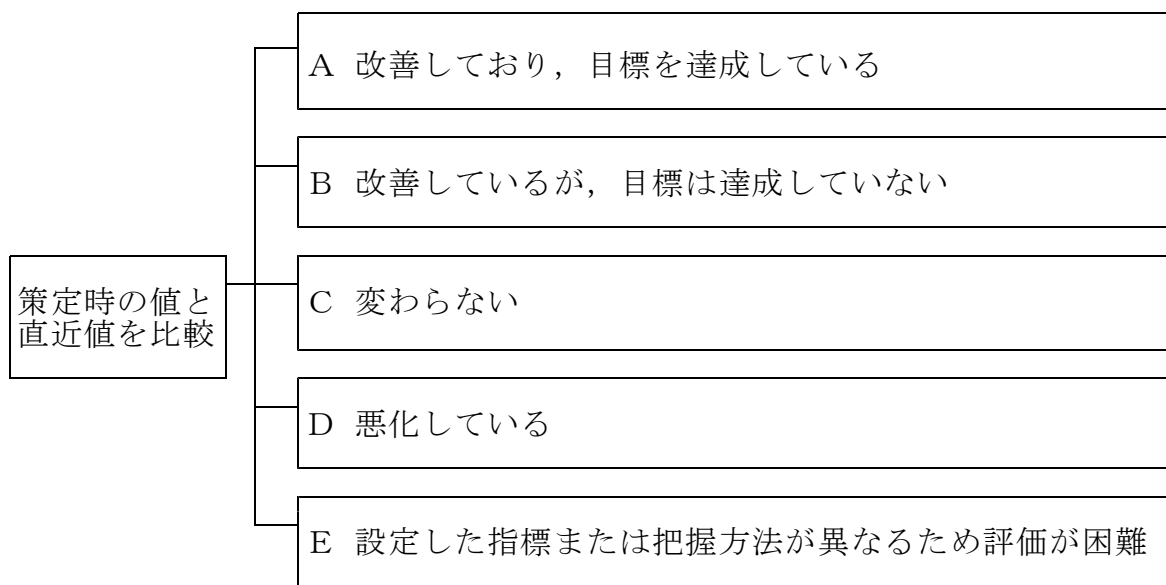 A 改善しており，目標を達成している
B 改善しているが，目標は達成していない
策定時の値と
直近値を比較
C 変わらない
D 悪化している
E 設定した指標または把握方法が異なるため評価が困難